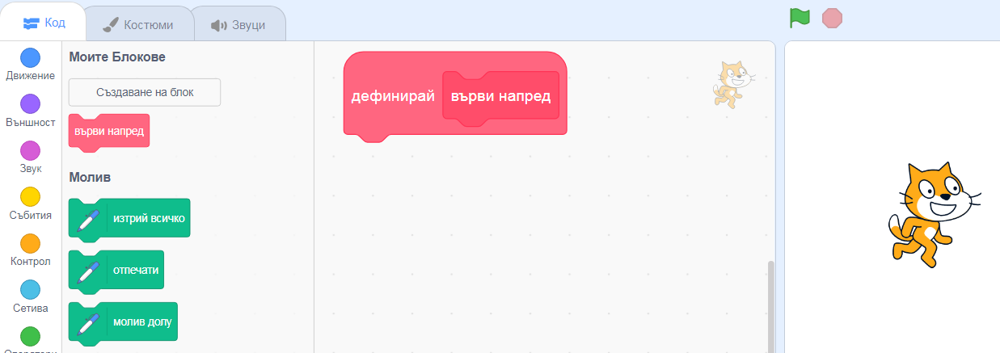 Код
Костюми
Звуци
Движение
Външност
Звук
Събития
Контрол
Сетива
Оператори
Моите Блокове
Създаване на блок
върви напред
Молив
изтрий всичко
отпечати
молив долу
дефинирай върви напред